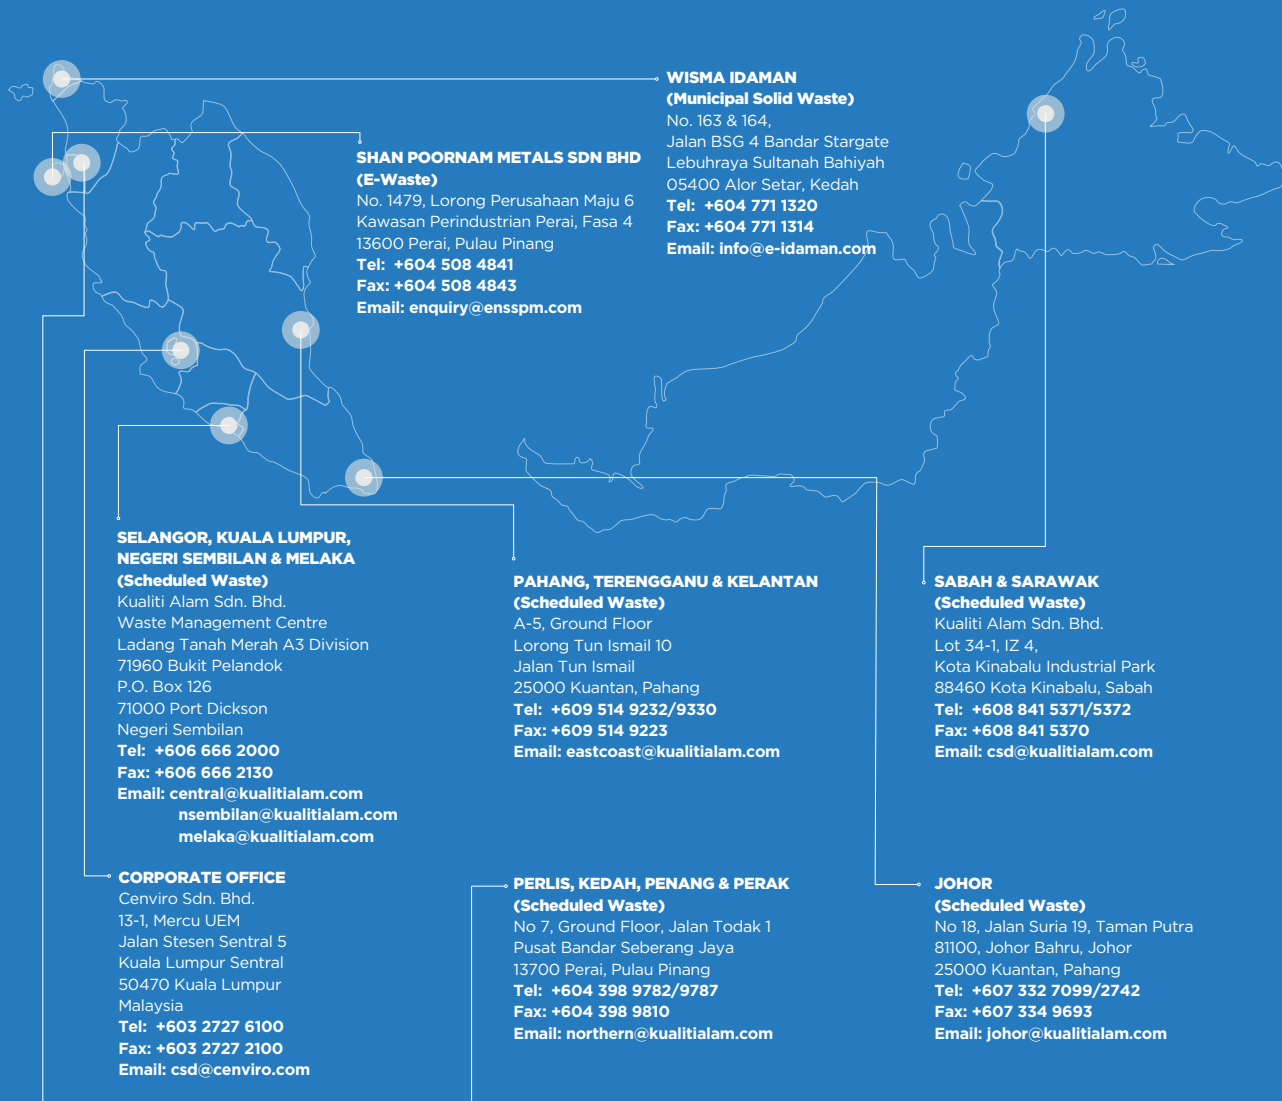 WISMA IDAMAN
(Municipal Solid Waste)
No. 163 & 164,
Jalan BSG 4 Bandar Stargate
Lebuhraya Sultanah Bahiyah
05400 Alor Setar, Kedah
Tel: +604 771 1320
Fax: +604 771 1314
Email: info@e-idaman.com
SHAN POORNAM METALS SDN BHD
(E-Waste)
No. 1479, Lorong Perusahaan Maju 6
Kawasan Perindustrian Perai, Fasa 4
13600 Perai, Pulau Pinang
Tel: +604 508 4841
Fax: +604 508 4843
Email: enquiry@ensspm.com
SELANGOR, KUALA LUMPUR,
NEGERI SEMBILAN & MELAKA
(Scheduled Waste)
Kualiti Alam Sdn. Bhd.
Waste Management Centre
Ladang Tanah Merah A3 Division
71960 Bukit Pelandok
P.O. Box 126
71000 Port Dickson
Negeri Sembilan
Tel: +606 666 2000
Fax: +606 666 2130
Email: central@kualitialam.com
nsembilan@kualitialam.com
melaka@kualitialam.com
PAHANG, TERENGGANU & KELANTAN
(Scheduled Waste)
A-5, Ground Floor
Lorong Tun Ismail 10
Jalan Tun Ismail
25000 Kuantan, Pahang
Tel: +609 514 9232/9330
Fax: +609 514 9223
Email: eastcoast@kualitialam.com
SABAH & SARAWAK
(Scheduled Waste)
Kualiti Alam Sdn. Bhd.
Lot 34-1, IZ 4,
Kota Kinabalu Industrial Park
88460 Kota Kinabalu, Sabah
Tel: +608 841 5371/5372
Fax: +608 841 5370
Email: csd@kualitialam.com
CORPORATE OFFICE
Cenviro Sdn. Bhd.
13-1, Mercu UEM
Jalan Stesen Sentral 5
Kuala Lumpur Sentral
50470 Kuala Lumpur
Malaysia
Tel: +603 2727 6100
Fax: +603 2727 2100
Email: csd@cenviro.com
PERLIS, KEDAH, PENANG & PERAK
(Scheduled Waste)
No 7, Ground Floor, Jalan Todak 1
Pusat Bandar Seberang Jaya
13700 Perai, Pulau Pinang
Tel: +604 398 9782/9787
Fax: +604 398 9810
Email: northern@kualitialam.com
JOHOR
(Scheduled Waste)
No 18, Jalan Suria 19, Taman Putra
81100, Johor Bahru, Johor
25000 Kuantan, Pahang
Tel: +607 332 7099/2742
Fax: +607 334 9693
Email: johor@kualitialam.com